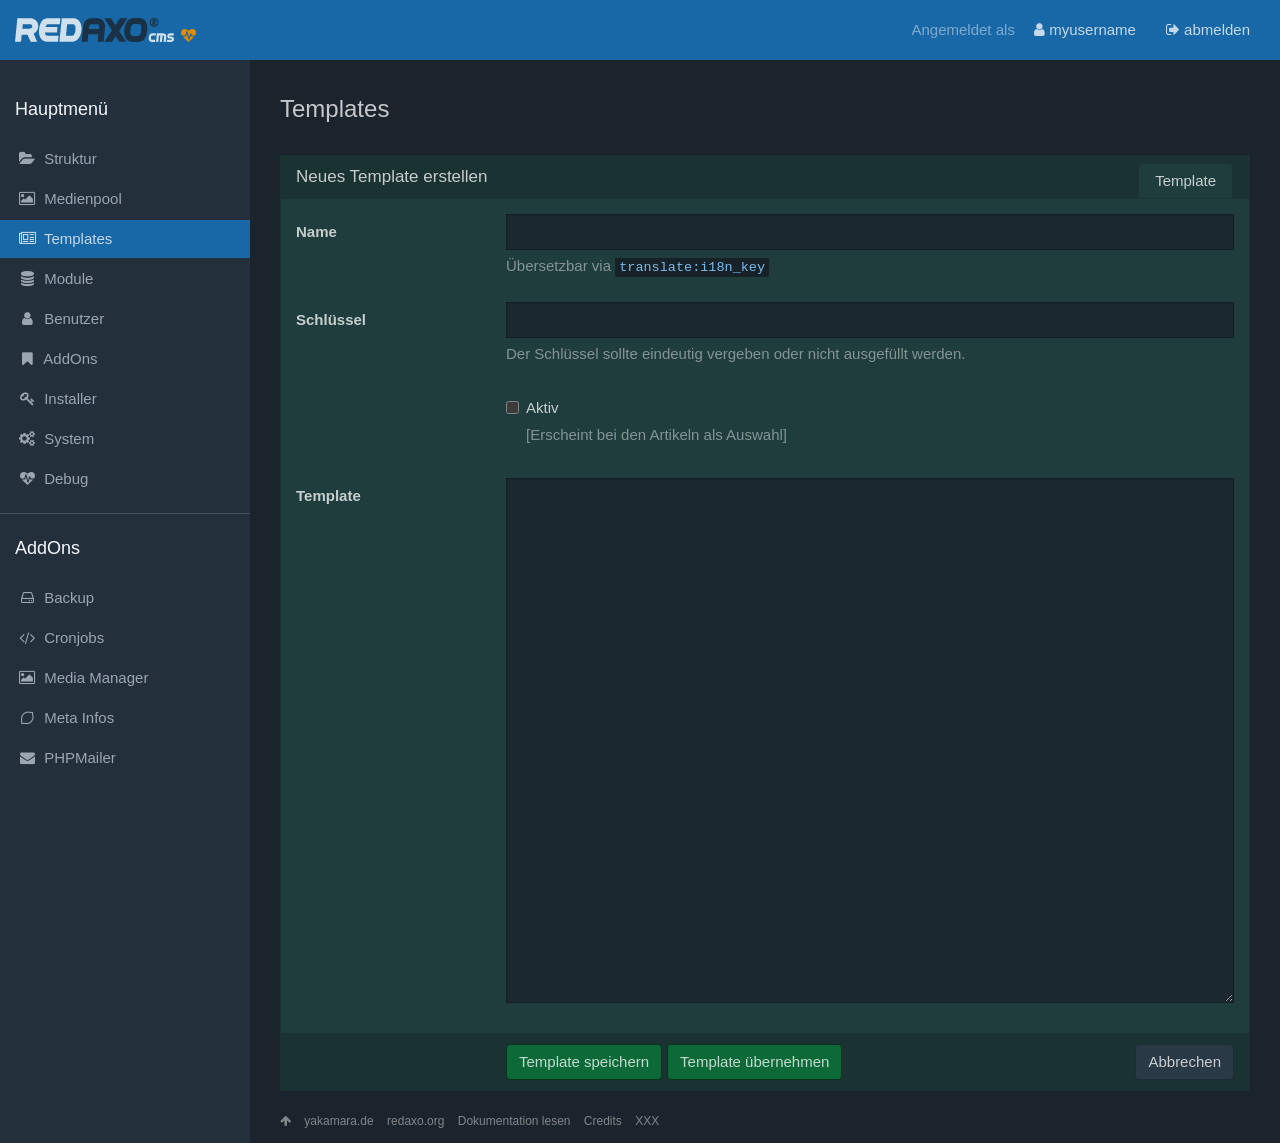 REDAXO® cms
Angemeldet als myusername abmelden
Hauptmenü
Struktur
Medienpool
Templates
Module
Benutzer
AddOns
Installer
System
Debug
AddOns
Backup
Cronjobs
Media Manager
Meta Infos
PHPMailer
Templates
Neues Template erstellen Template
Name
Übersetzbar via translate:i18n_key
Schlüssel
Der Schlüssel sollte eindeutig vergeben oder nicht ausgefüllt werden.
Aktiv
[Erscheint bei den Artikeln als Auswahl]
Template
Template speichern Template übernehmen Abbrechen
yakamara.de redaxo.org Dokumentation lesen Credits XXX